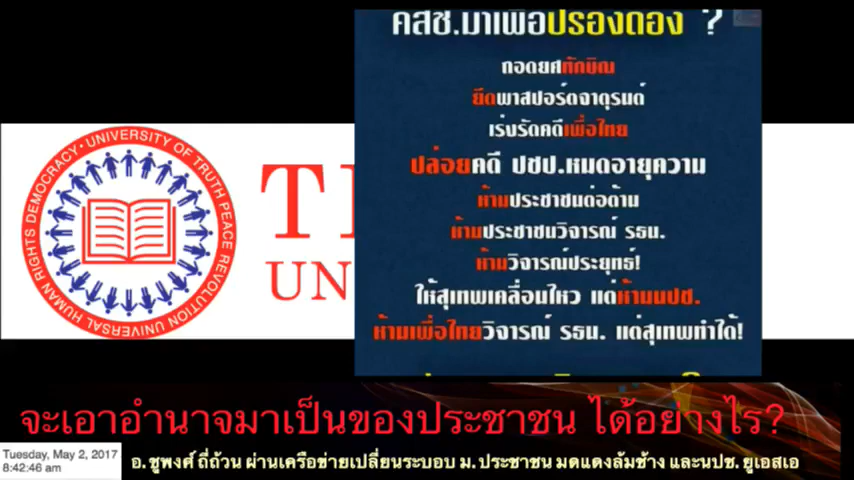 คสช.มาเพื่อปรองดอง ?
ถอดยศทักษิณ
ยึดพาสปอร์ตจาตุรนต์
เร่งรัดคดีเพื่อไทย
ปล่อยคดี ปชป.หมดอายุความ
ห้ามประชาชนต่อต้าน
ห้ามประชาชนวิจารณ์ รธน.
ห้ามวิจารณ์ประยุทธ์!
ให้สุเทพเคลื่อนไหว แต่ห้ามนปช.
ห้ามเพื่อไทยวิจารณ์ รธน. แต่สุเทพทำได้!
UNIVERSITY OF TRUTH PEACE REVOLUTION UNIVERSAL HUMAN RIGHTS DEMOCRACY
T
UN
จะเอาอำนาจมาเป็นของประชาชน ได้อย่างไร?
Tuesday, May 2, 2017
8:42:46 am
อ. ชูพงศ์ ถี่ถ้วน ผ่านเครือข่ายเปลี่ยนระบอบ ม. ประชาชน มดแดงล้มช้าง และนปช. ยูเอสเอ